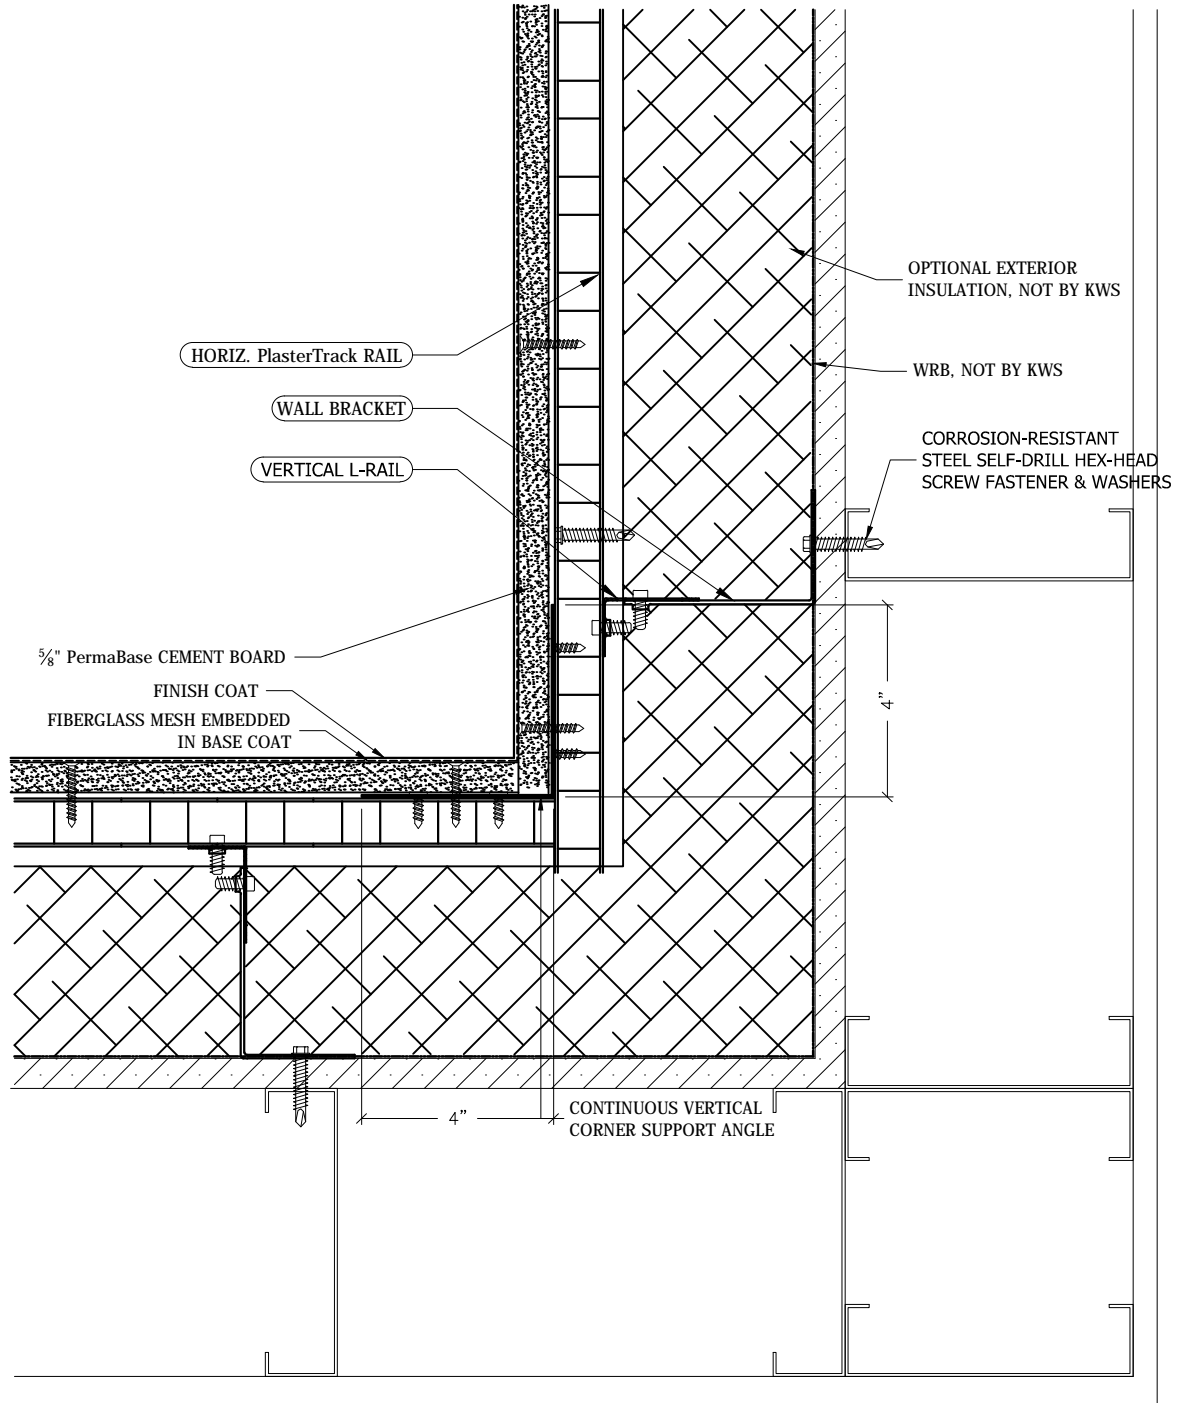 OPTIONAL EXTERIOR
INSULATION, NOT BY KWS
HORIZ. PlasterTrack RAIL
WRB, NOT BY KWS
WALL BRACKET
CORROSION-RESISTANT
STEEL SELF-DRILL HEX-HEAD
SCREW FASTENER & WASHERS
VERTICAL L-RAIL
⅝" PermaBase CEMENT BOARD
FINISH COAT
4"
FIBERGLASS MESH EMBEDDED
IN BASE COAT
4"
CONTINUOUS VERTICAL
CORNER SUPPORT ANGLE